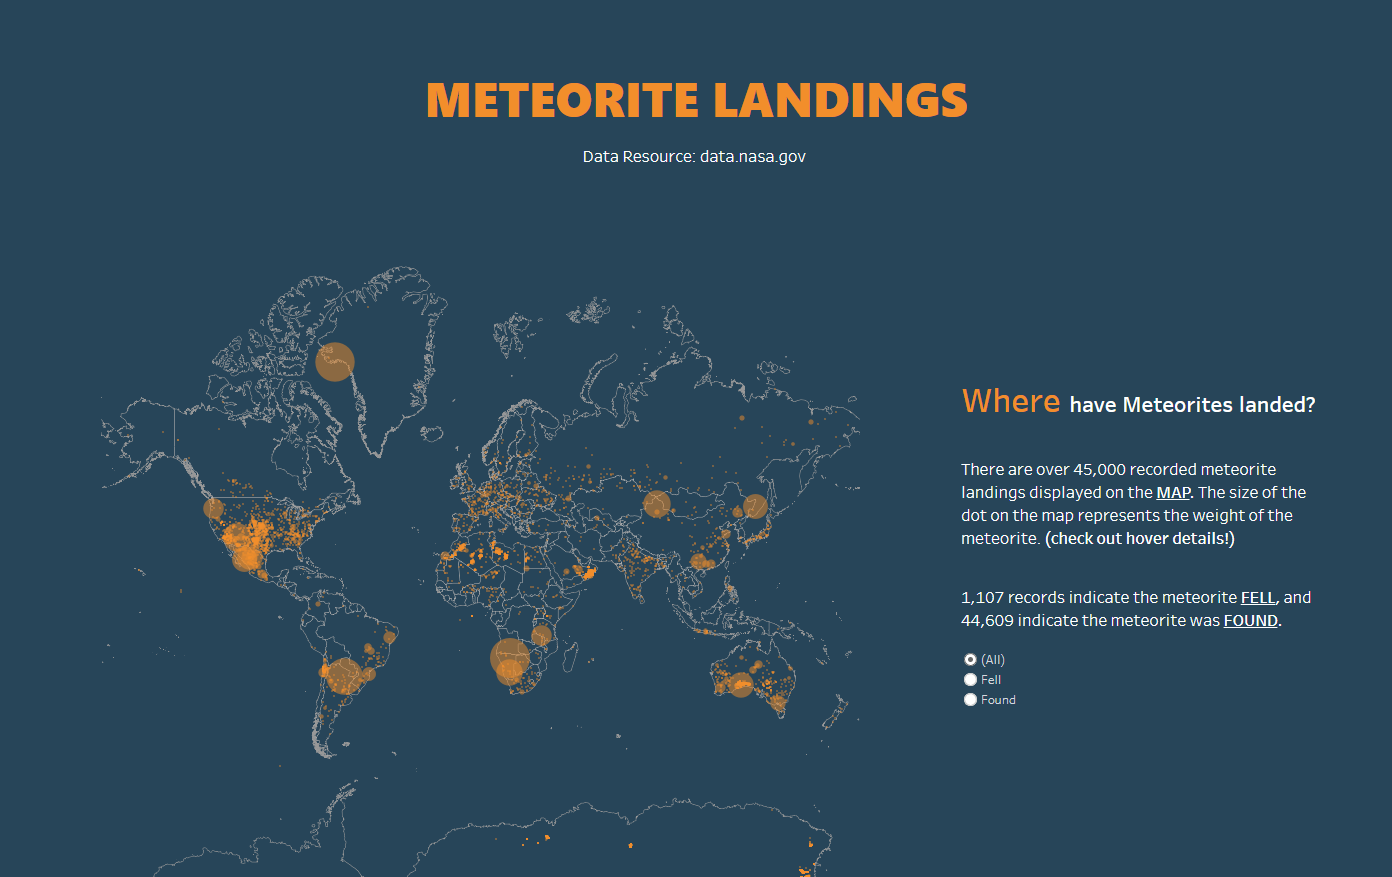 METEORITE LANDINGS
Data Resource: data.nasa.gov
Where have Meteorites landed?
There are over 45,000 recorded meteorite
landings displayed on the MAP. The size of the
dot on the map represents the weight of the
meteorite. (check out hover details!)
1,107 records indicate the meteorite FELL, and
44,609 indicate the meteorite was FOUND.
(All)
Fell
Found